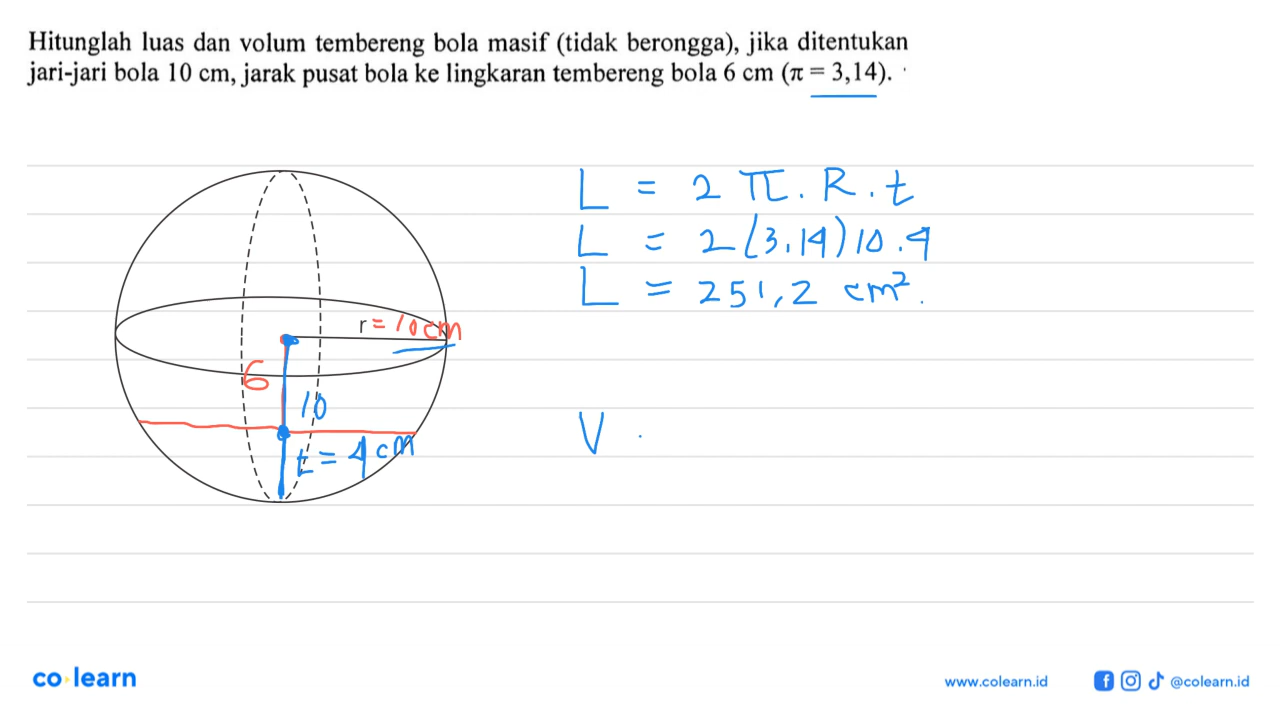 Hitunglah luas dan volum tembereng bola masif (tidak berongga), jika ditentukan
jari-jari bola 10 cm, jarak pusat bola ke lingkaran tembereng bola 6 cm (π = 3,14).
L = 2 π . R . t
L = 2 (3,14) 10 . 4
L = 251,2 cm².
r = 10 cm
6
10
t = 4 cm
V
co learn
www.colearn.id
@colearn.id